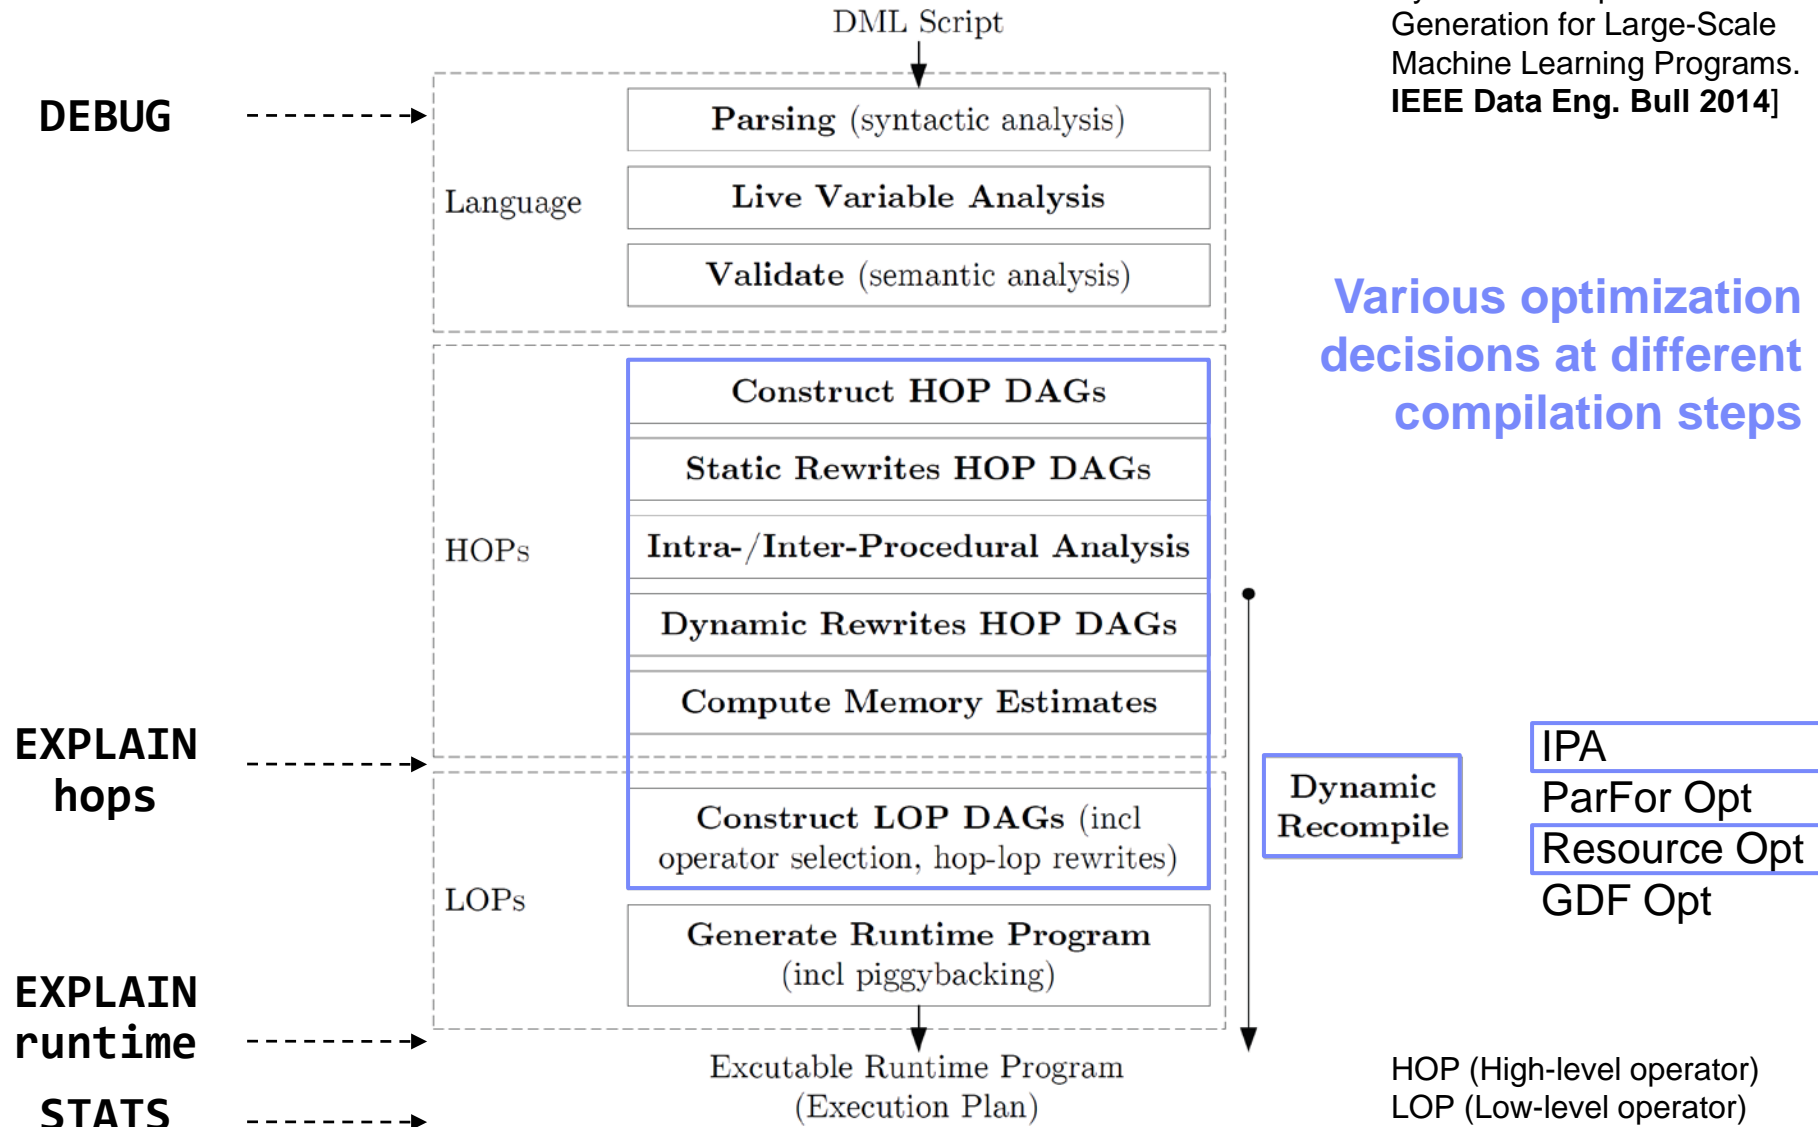 DML Script
Generation for Large-Scale
Machine Learning Programs.
IEEE Data Eng. Bull 2014]
DEBUG
Language
Parsing (syntactic analysis)
Live Variable Analysis
Validate (semantic analysis)
Various optimization
decisions at different
compilation steps
HOPs
Construct HOP DAGs
Static Rewrites HOP DAGs
Intra-/Inter-Procedural Analysis
Dynamic Rewrites HOP DAGs
Compute Memory Estimates
EXPLAIN
hops
LOPs
Construct LOP DAGs (incl
operator selection, hop-lop rewrites)
Generate Runtime Program
(incl piggybacking)
Dynamic
Recompile
IPA
ParFor Opt
Resource Opt
GDF Opt
EXPLAIN
runtime
Excutable Runtime Program
(Execution Plan)
STATS
HOP (High-level operator)
LOP (Low-level operator)